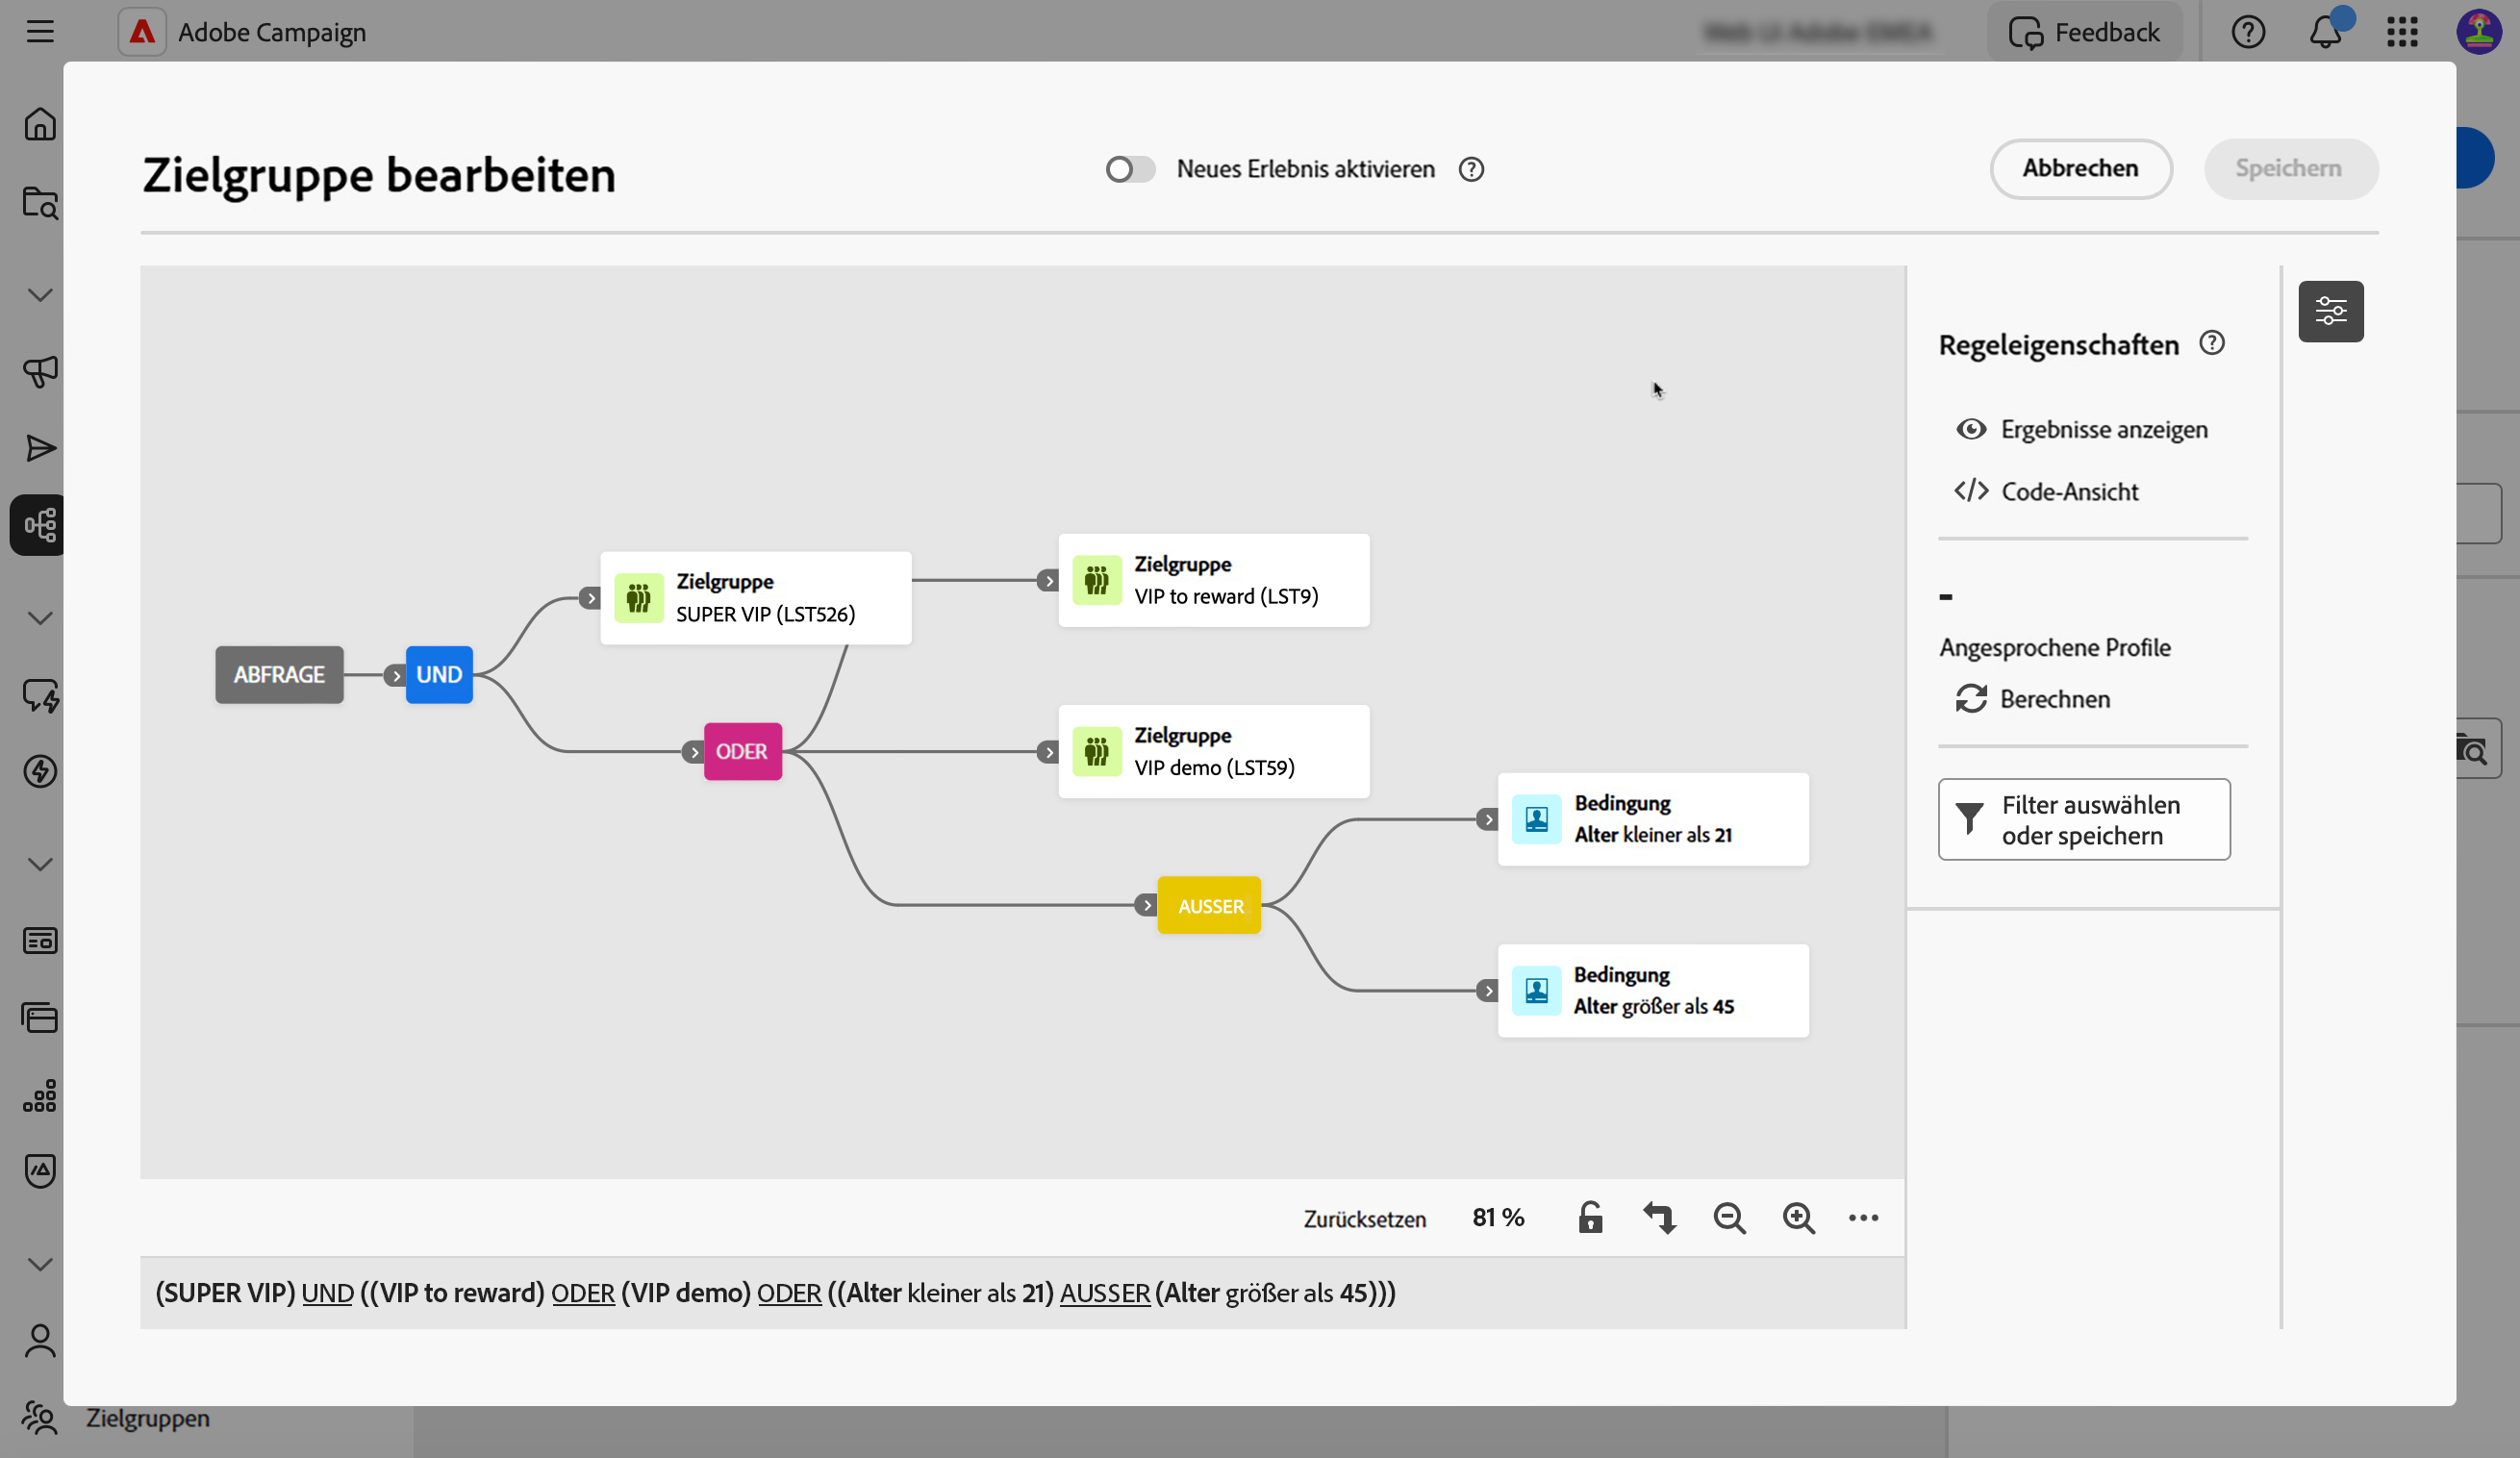 Adobe Campaign
Feedback
Zielgruppe bearbeiten
Neues Erlebnis aktivieren
Abbrechen
Speichern
Regeleigenschaften
Ergebnisse anzeigen
Code-Ansicht
-
Angesprochene Profile
Berechnen
Filter auswählen
oder speichern
ABFRAGE
UND
Zielgruppe
SUPER VIP (LST526)
ODER
Zielgruppe
VIP to reward (LST9)
Zielgruppe
VIP demo (LST59)
AUSSER
Bedingung
Alter kleiner als 21
Bedingung
Alter größer als 45
Zurücksetzen
81 %
(SUPER VIP) UND ((VIP to reward) ODER (VIP demo) ODER ((Alter kleiner als 21) AUSSER (Alter größer als 45)))
Zielgruppen